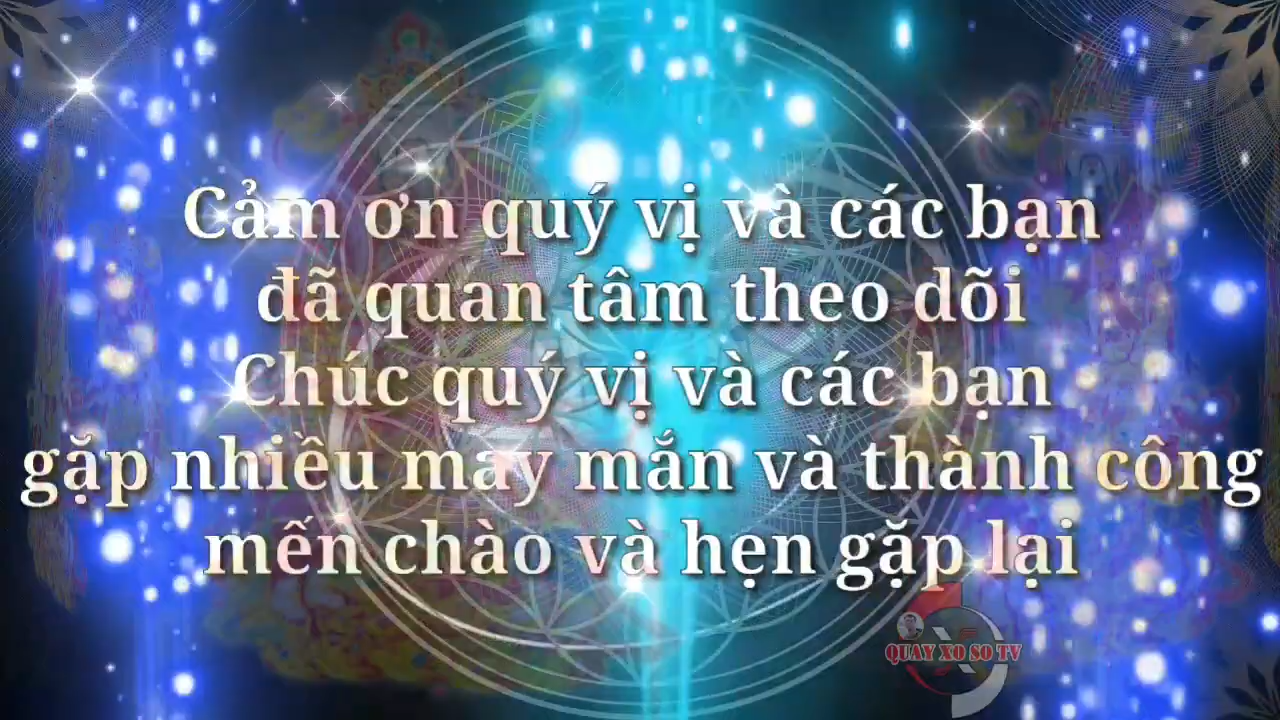 Cảm ơn quý vị và các bạn
đã quan tâm theo dõi
Chúc quý vị và các bạn
gặp nhiều may mắn và thành công
mến chào và hẹn gặp lại
QUAY XO SO TV